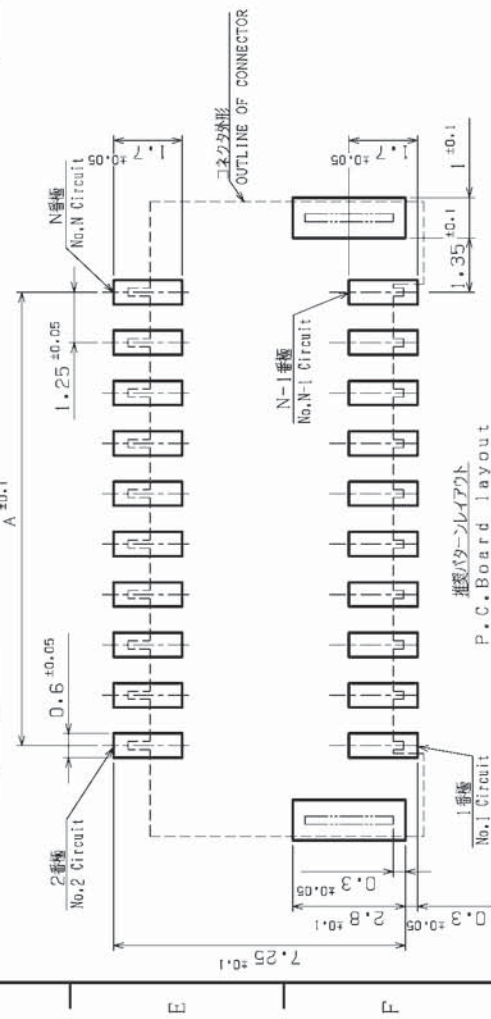 A ±0.1
0.6 ±0.05
1.25 ±0.05
2番極
No.2 Circuit
N番極
No.N Circuit
1.7 ±0.05
コネクタ外形
OUTLINE OF CONNECTOR
7.25 ±0.1
E
N-1番極
No.N-1 Circuit
1.7 ±0.05
1 ±0.1
1.35 ±0.1
2.8 ±0.1
0.3 ±0.05
0.3 ±0.05
1番極
No.1 Circuit
F
推奨パターンレイアウト
P.C.Board layout